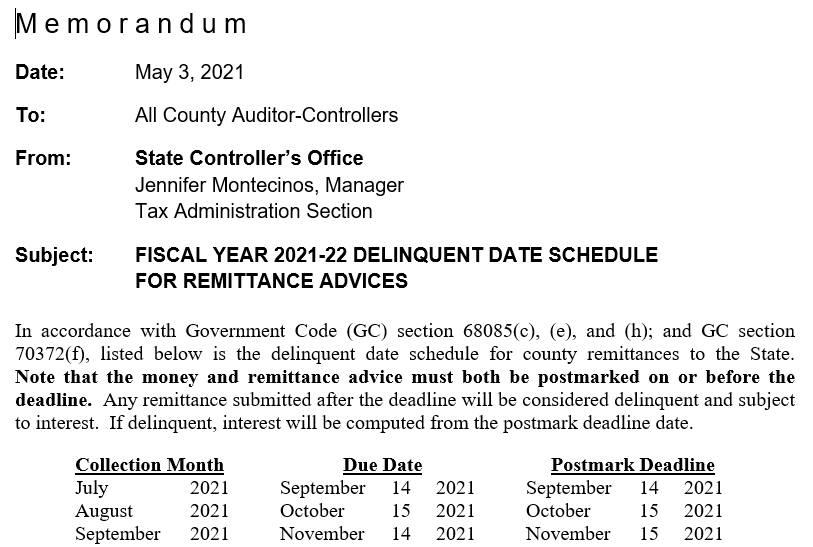 Memorandum
Date: May 3, 2021
To: All County Auditor-Controllers
From: State Controller’s Office
Jennifer Montecinos, Manager
Tax Administration Section
Subject: FISCAL YEAR 2021-22 DELINQUENT DATE SCHEDULE
FOR REMITTANCE ADVICES
In accordance with Government Code (GC) section 68085(c), (e), and (h); and GC section
70372(f), listed below is the delinquent date schedule for county remittances to the State.
Note that the money and remittance advice must both be postmarked on or before the
deadline. Any remittance submitted after the deadline will be considered delinquent and subject
to interest. If delinquent, interest will be computed from the postmark deadline date.
Collection Month Due Date Postmark Deadline
July 2021 September 14 2021 September 14 2021
August 2021 October 15 2021 October 15 2021
September 2021 November 14 2021 November 15 2021